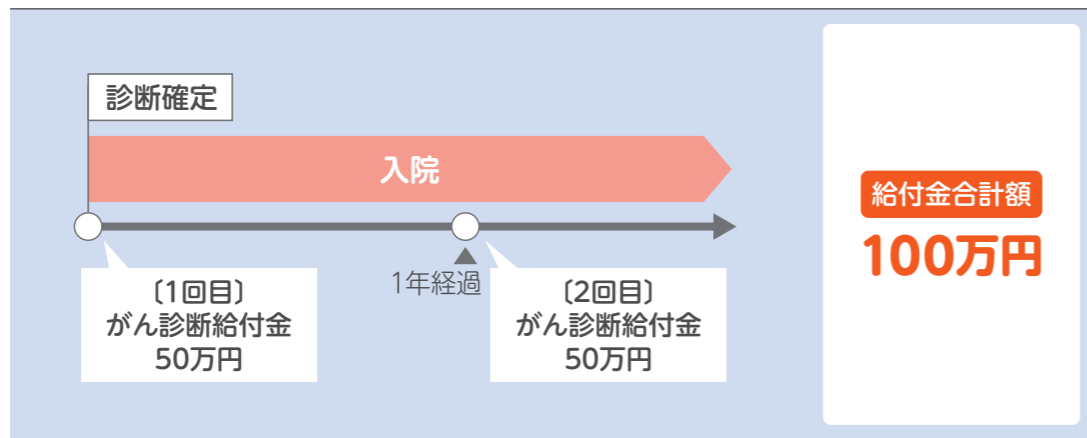 診断確定
入院
1年経過
〔1回目〕
がん診断給付金
50万円
〔2回目〕
がん診断給付金
50万円
給付金合計額
100万円